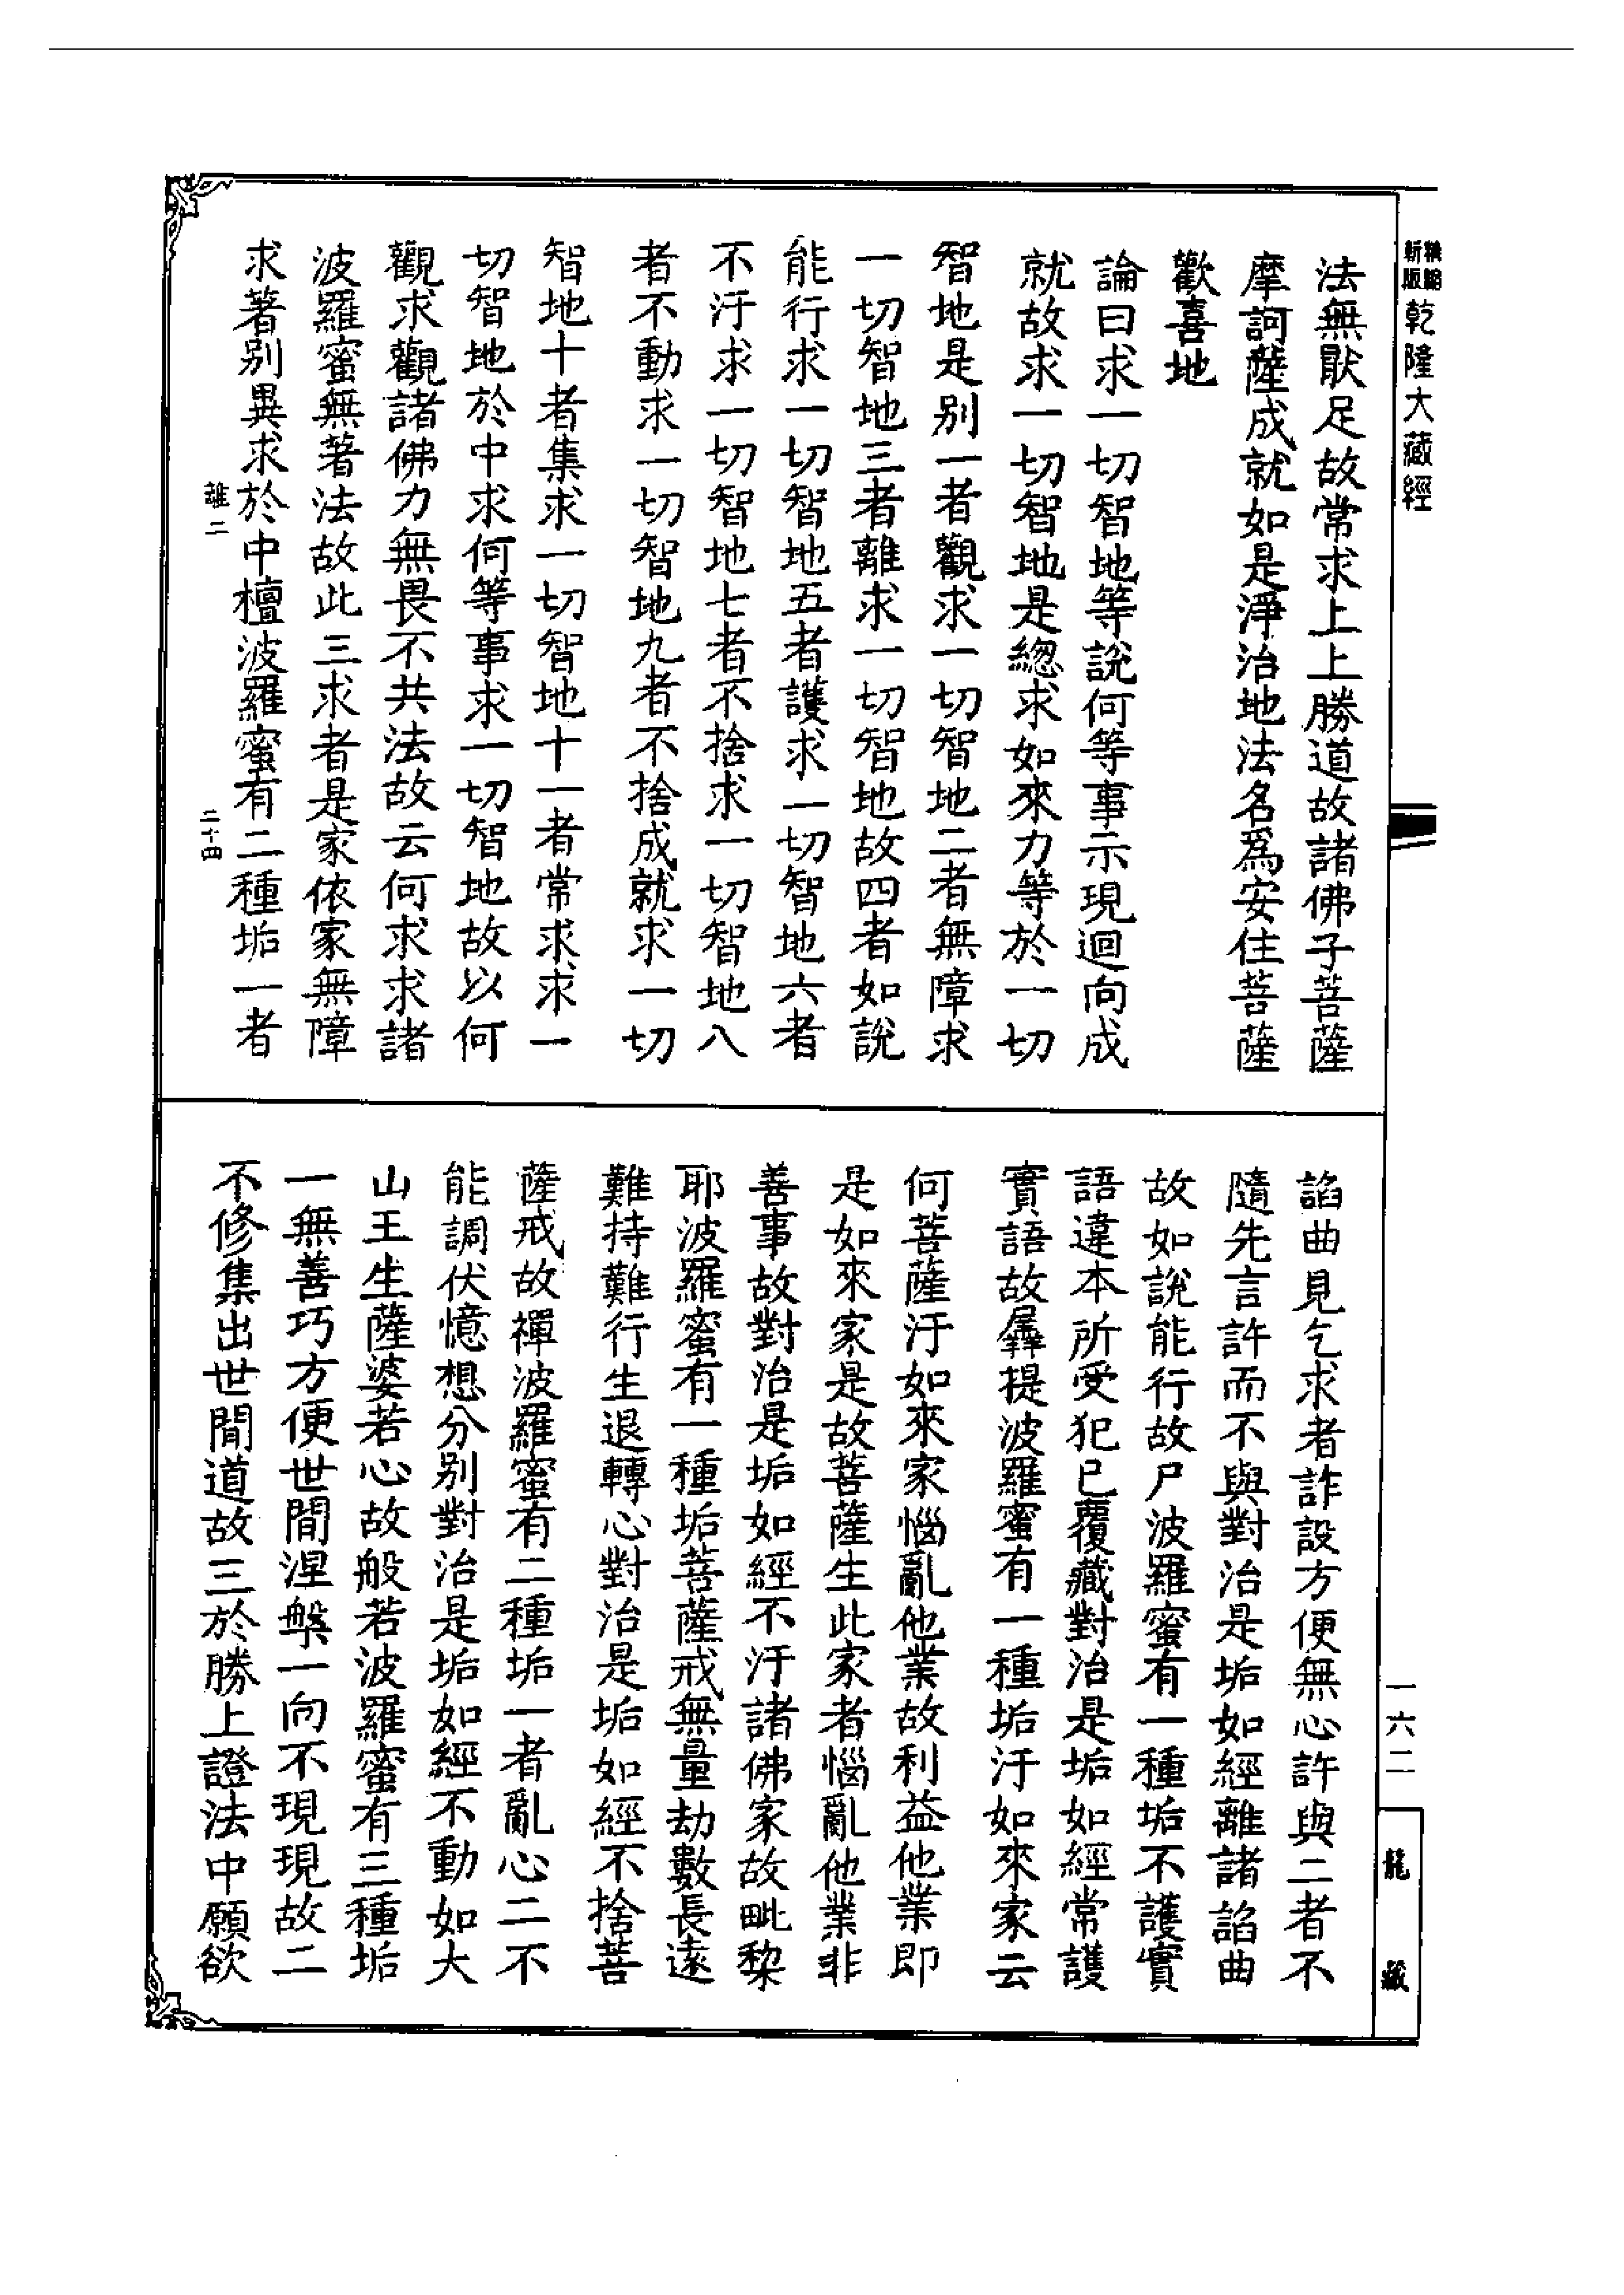 精縮新版乾隆大藏經
法無厭足故常求上上勝道故諸佛子菩薩
摩訶薩成就如是淨治地法名爲安住菩薩
歡喜地
論曰求一切智地等說何等事示現迴向成
就故求一切智地是總求如來力等於一切
智地是別一者觀求一切智地二者無障求
一切智地三者離求一切智地故四者如說
能行求一切智地五者護求一切智地六者
不汙求一切智地七者不捨求一切智地八
者不動求一切智地九者不捨成就求一切
智地十者集求一切智地十一者常求求一
切智地於中求何等事求一切智地故以何
觀求觀諸佛力無畏不共法故云何求求諸
波羅蜜無著法故此三求者是家依家無障
求著別異求於中檀波羅蜜有二種垢一者
離二
二十四
諂曲見乞求者詐設方便無心許與二者不
隨先言許而不與對治是垢如經離諸諂曲
故如說能行故尸波羅蜜有一種垢不護實
語違本所受犯已覆藏對治是垢如經常護
實語故羼提波羅蜜有一種垢汙如來家云
何菩薩汙如來家惱亂他業故利益他業即
是如來家是故菩薩生此家者惱亂他業非
善事故對治是垢如經不汙諸佛家故毗棃
耶波羅蜜有一種垢菩薩戒無量劫數長遠
難持難行生退轉心對治是垢如經不捨菩
薩戒故禪波羅蜜有二種垢一者亂心二不
能調伏憶想分別對治是垢如經不動如大
山王生薩婆若心故般若波羅蜜有三種垢
一無善巧方便世間涅槃一向不現現故二
不修集出世間道故三於勝上證法中願欲
一六二
龍藏